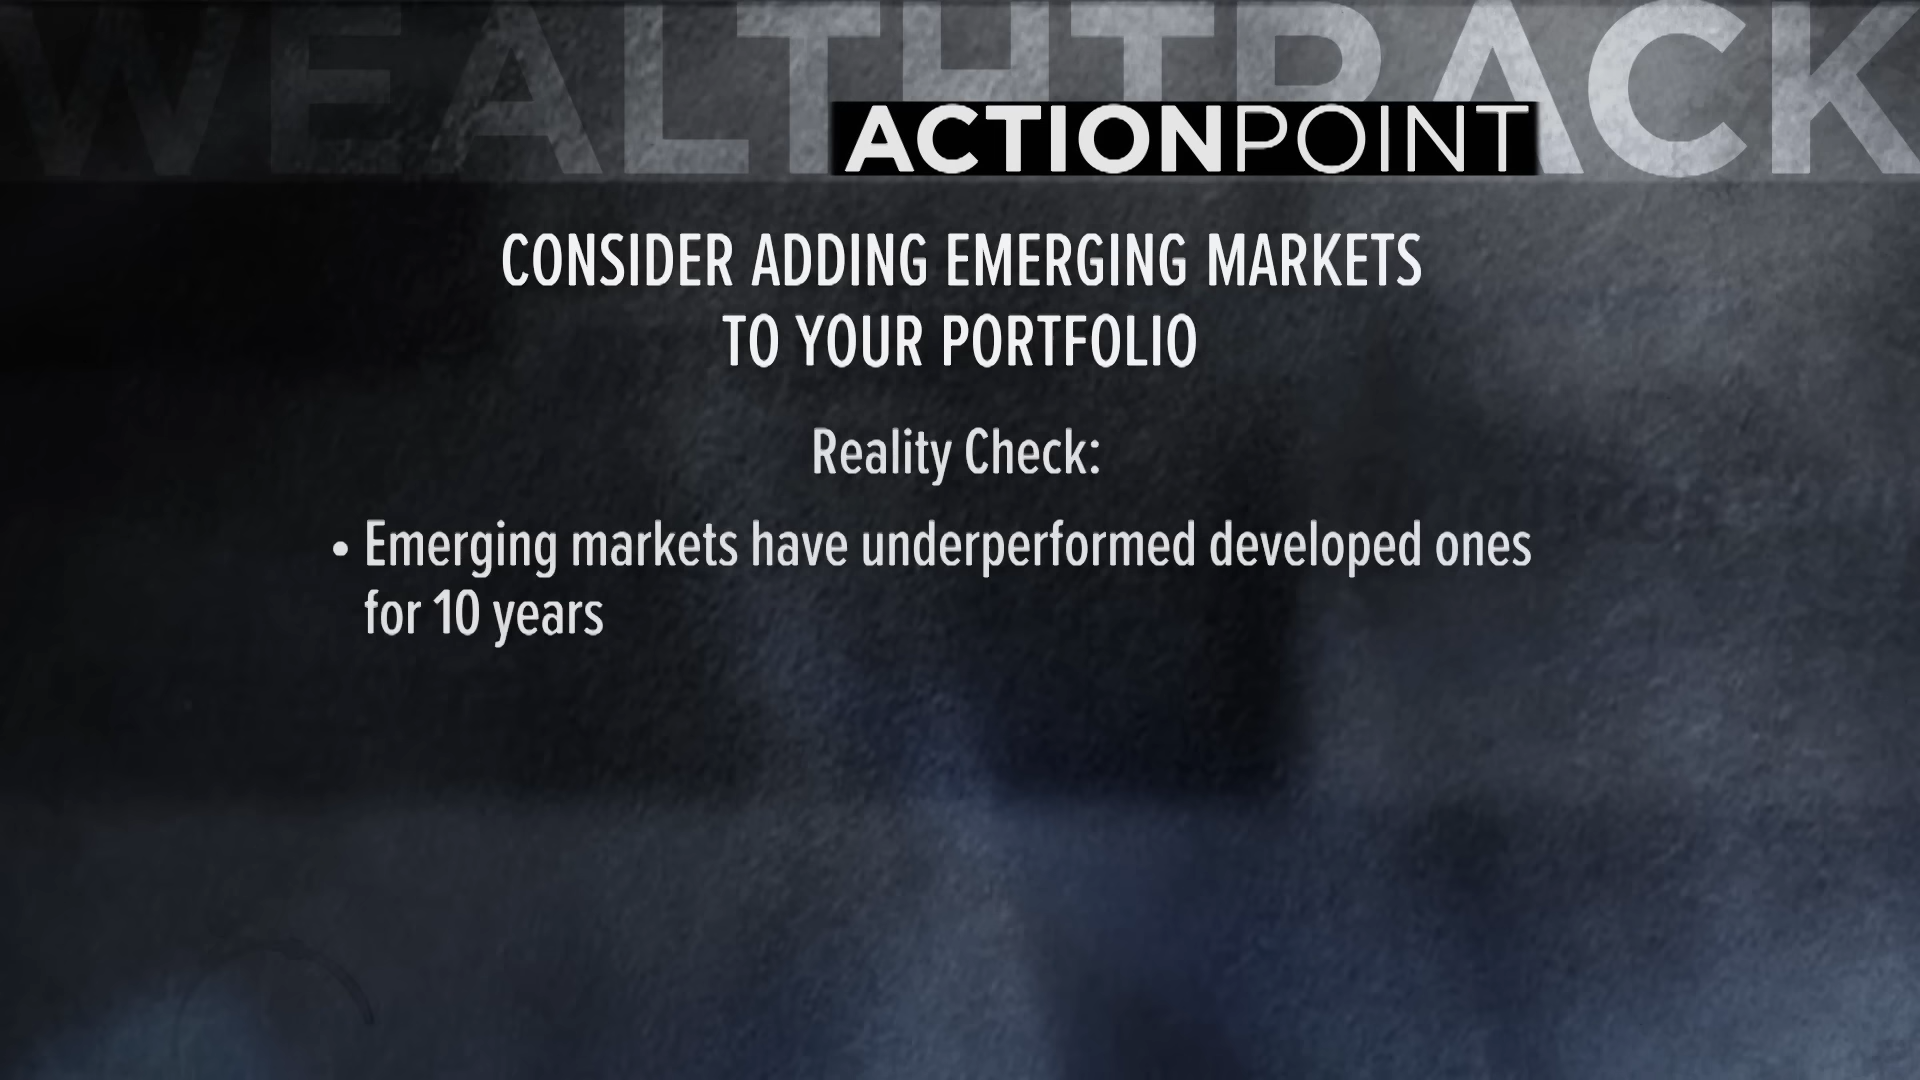 WEALTHTRACK
ACTIONPOINT
CONSIDER ADDING EMERGING MARKETS
TO YOUR PORTFOLIO
Reality Check:
• Emerging markets have underperformed developed ones
for 10 years